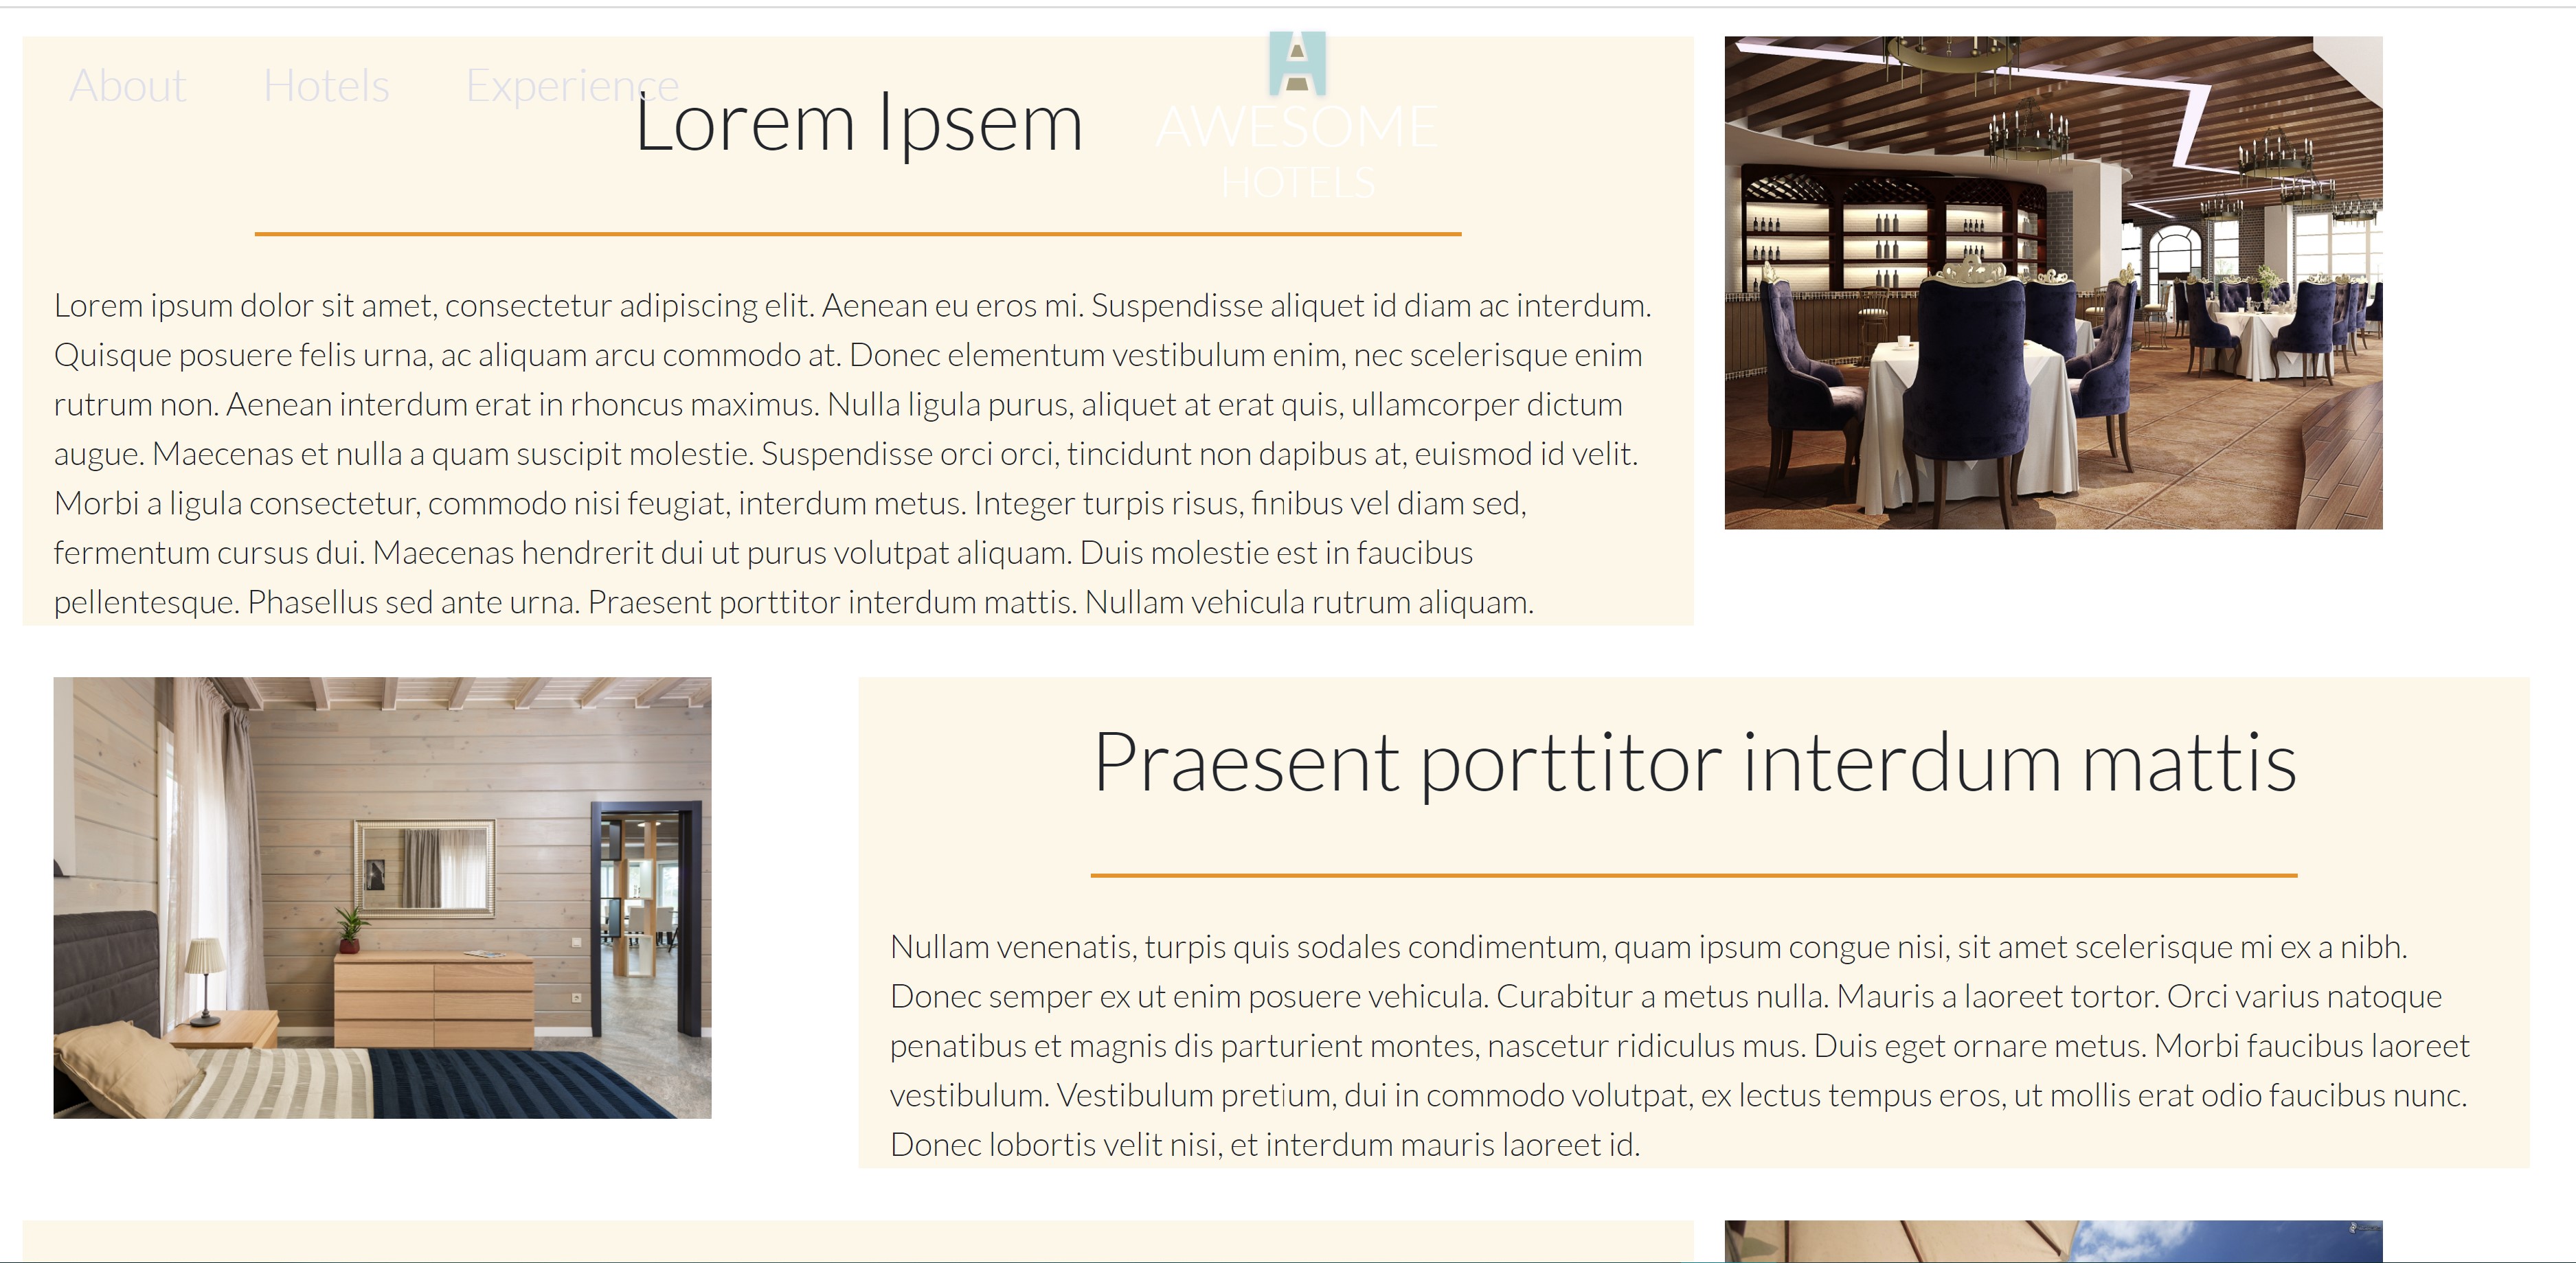 About Hotels Experience
AWESOME
HOTELS
Lorem Ipsem
Lorem ipsum dolor sit amet, consectetur adipiscing elit. Aenean eu eros mi. Suspendisse aliquet id diam ac interdum.
Quisque posuere felis urna, ac aliquam arcu commodo at. Donec elementum vestibulum enim, nec scelerisque enim
rutrum non. Aenean interdum erat in rhoncus maximus. Nulla ligula purus, aliquet at erat quis, ullamcorper dictum
augue. Maecenas et nulla a quam suscipit molestie. Suspendisse orci orci, tincidunt non dapibus at, euismod id velit.
Morbi a ligula consectetur, commodo nisi feugiat, interdum metus. Integer turpis risus, finibus vel diam sed,
fermentum cursus dui. Maecenas hendrerit dui ut purus volutpat aliquam. Duis molestie est in faucibus
pellentesque. Phasellus sed ante urna. Praesent porttitor interdum mattis. Nullam vehicula rutrum aliquam.
Praesent porttitor interdum mattis
Nullam venenatis, turpis quis sodales condimentum, quam ipsum congue nisi, sit amet scelerisque mi ex a nibh.
Donec semper ex ut enim posuere vehicula. Curabitur a metus nulla. Mauris a laoreet tortor. Orci varius natoque
penatibus et magnis dis parturient montes, nascetur ridiculus mus. Duis eget ornare metus. Morbi faucibus laoreet
vestibulum. Vestibulum pretium, dui in commodo volutpat, ex lectus tempus eros, ut mollis erat odio faucibus nunc.
Donec lobortis velit nisi, et interdum mauris laoreet id.